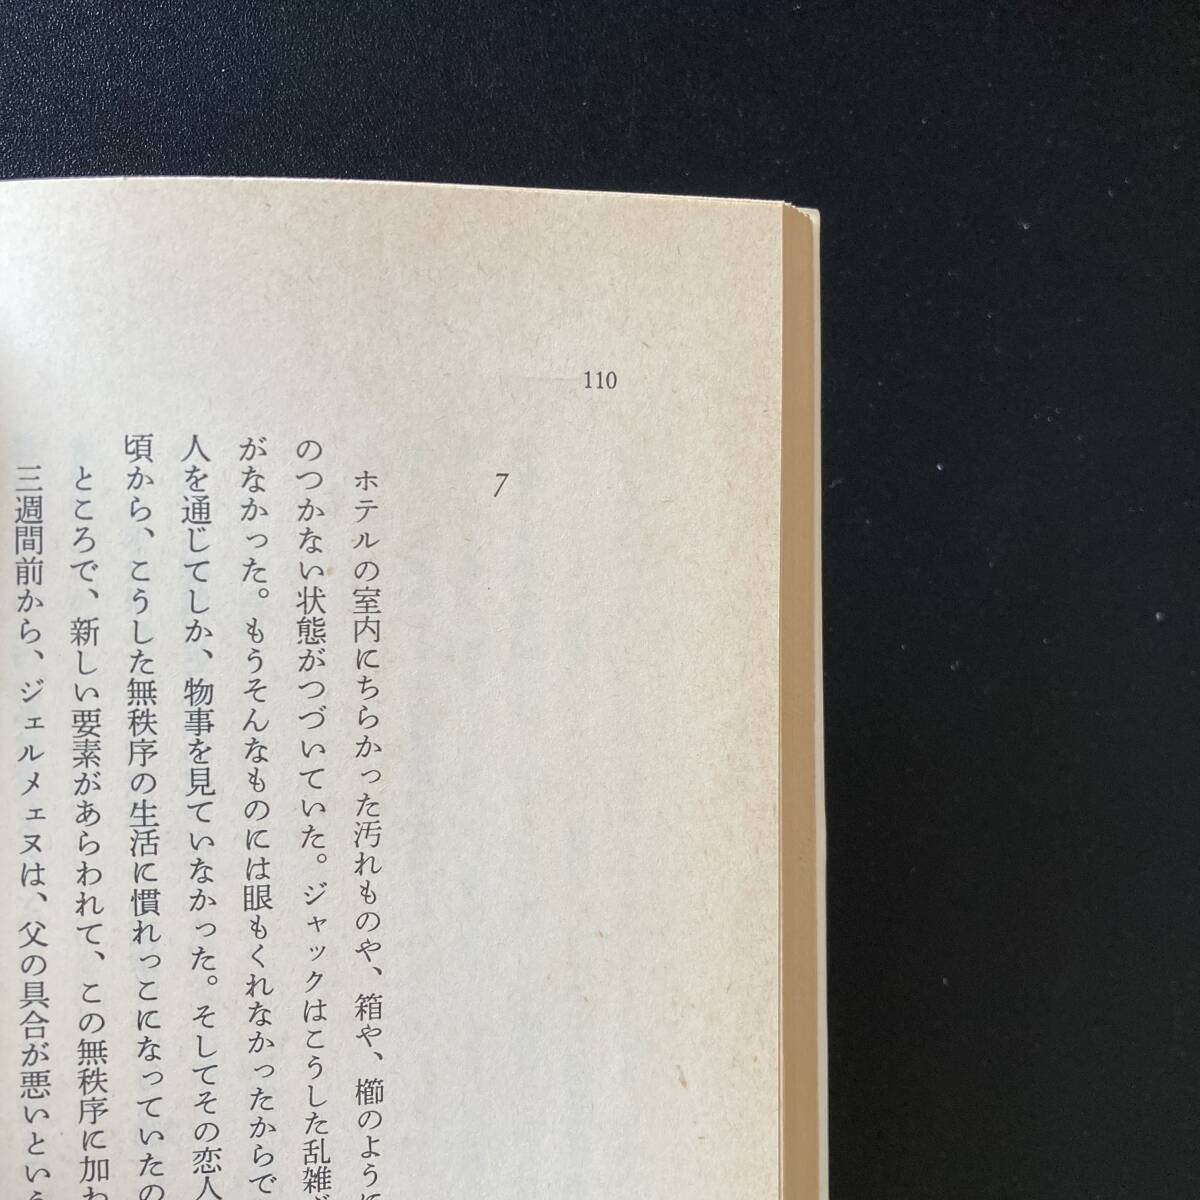 110
7
ホテルの室内にちらかった汚れものや、箱や、櫛のように
のつかない状態がつづいていた。ジャックはこうした乱雑
がなかった。もうそんなものには眼もくれなかったからで
人を通じてしか、物事を見ていなかった。そしてその恋人
頃から、こうした無秩序の生活に慣れっこになっていたの
ところで、新しい要素があらわれて、この無秩序に加わ
三週間前から、ジェルメェヌは、父の具合が悪いという